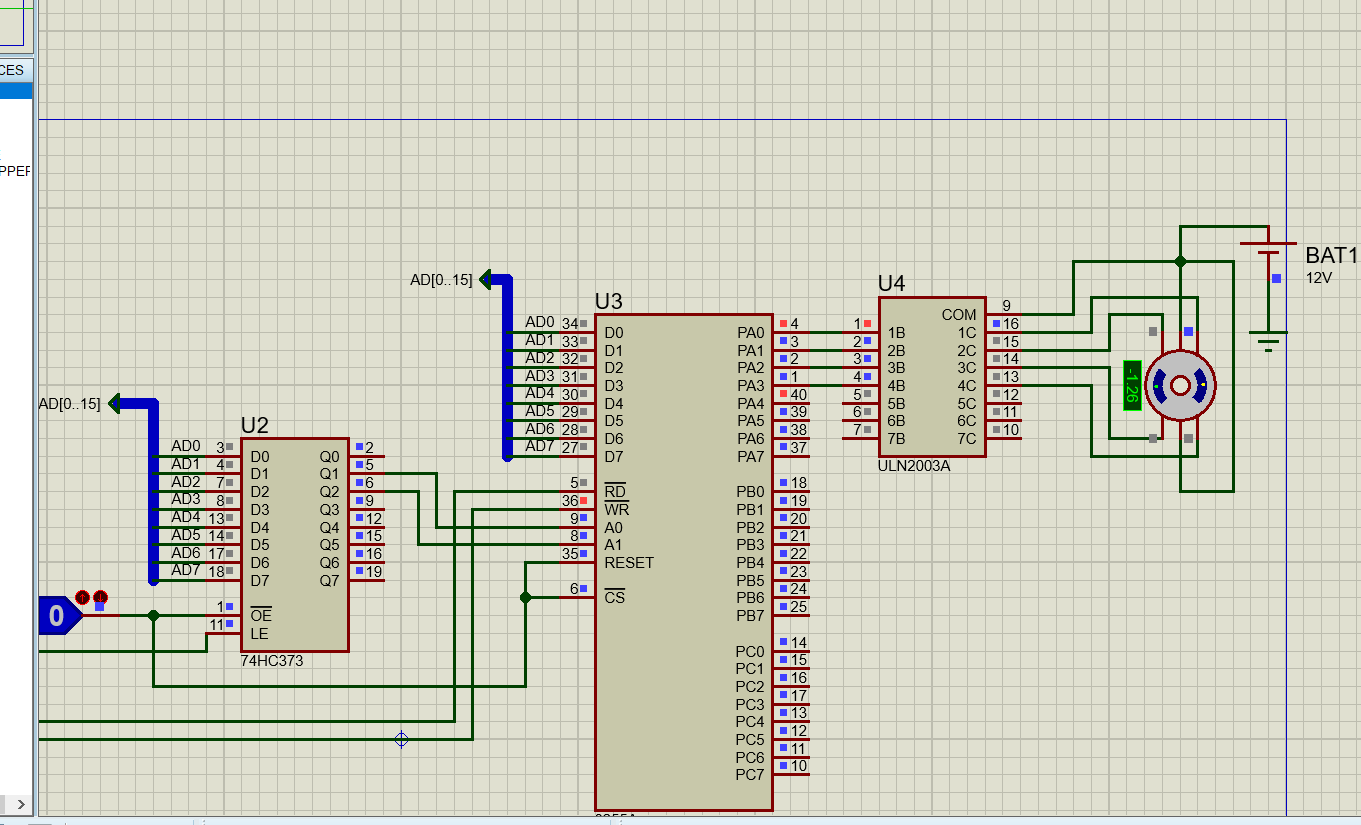 CES
PPER
AD[0..15]
U2
AD0 3 D0 Q0 2
AD1 4 D1 Q1 5
AD2 7 D2 Q2 6
AD3 8 D3 Q3 9
AD4 13 D4 Q4 12
AD5 14 D5 Q5 15
AD6 17 D6 Q6 16
AD7 18 D7 Q7 19
0
1 OE
11 LE
74HC373
AD[0..15]
U3
AD0 34 D0 PA0 4
AD1 33 D1 PA1 3
AD2 32 D2 PA2 2
AD3 31 D3 PA3 1
AD4 30 D4 PA4 40
AD5 29 D5 PA5 39
AD6 28 D6 PA6 38
AD7 27 D7 PA7 37
5 RD PB0 18
36 WR PB1 19
9 A0 PB2 20
8 A1 PB3 21
35 RESET PB4 22
PB5 23
6 CS PB6 24
PB7 25
PC0 14
PC1 15
PC2 16
PC3 17
PC4 13
PC5 12
PC6 11
PC7 10
U4
COM 9
1 1B 1C 16
2 2B 2C 15
3 3B 3C 14
4 4B 4C 13
5 5B 5C 12
6 6B 6C 11
7 7B 7C 10
ULN2003A
-1.26
BAT1
12V